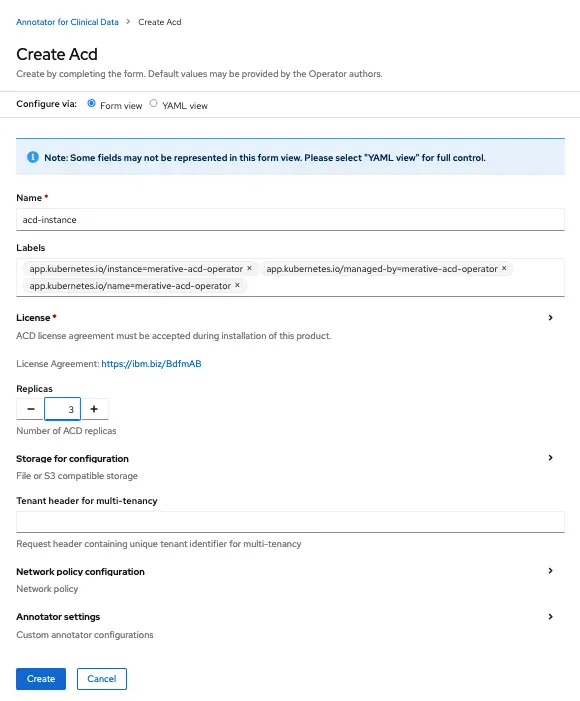 Annotator for Clinical Data > Create Acd
Create Acd
Create by completing the form. Default values may be provided by the Operator authors.
Configure via: Form view YAML view
Note: Some fields may not be represented in this form view. Please select "YAML view" for full control.
Name *
acd-instance
Labels
app.kubernetes.io/instance=merative-acd-operator × app.kubernetes.io/managed-by=merative-acd-operator ×
app.kubernetes.io/name=merative-acd-operator ×
License *
ACD license agreement must be accepted during installation of this product.
License Agreement: https://ibm.biz/BdfmAB
Replicas
− 3 +
Number of ACD replicas
Storage for configuration
File or S3 compatible storage
Tenant header for multi-tenancy
Request header containing unique tenant identifier for multi-tenancy
Network policy configuration
Network policy
Annotator settings
Custom annotator configurations
Create Cancel